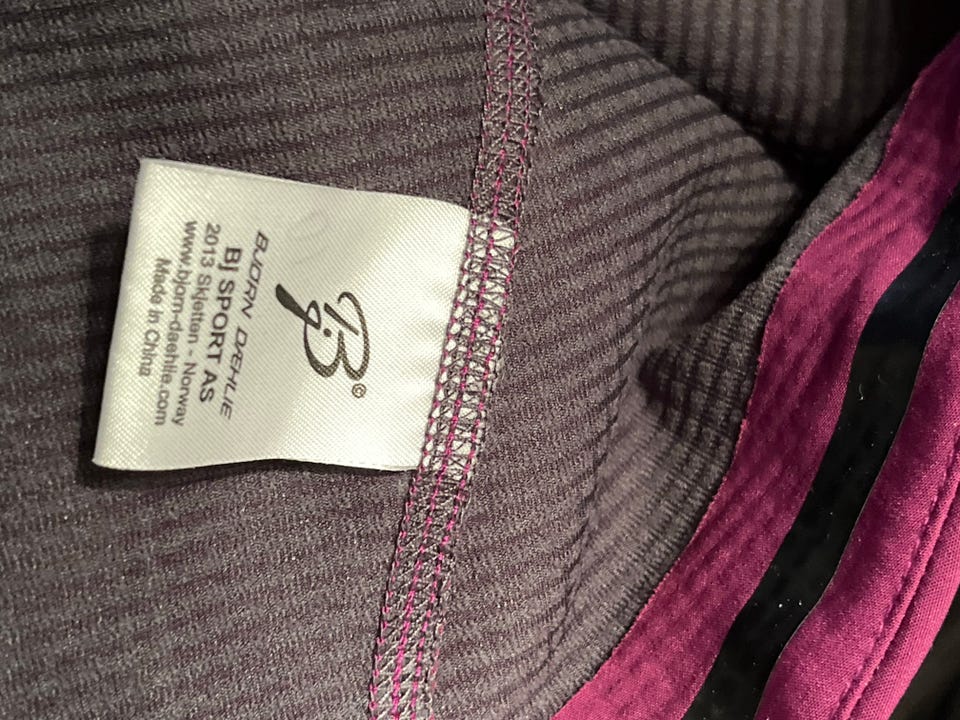 B
©
BJORN DÆHLIE
BJ SPORT AS
2013 Skjetten - Norway
www.bjorn-daehlie.com
Made in China